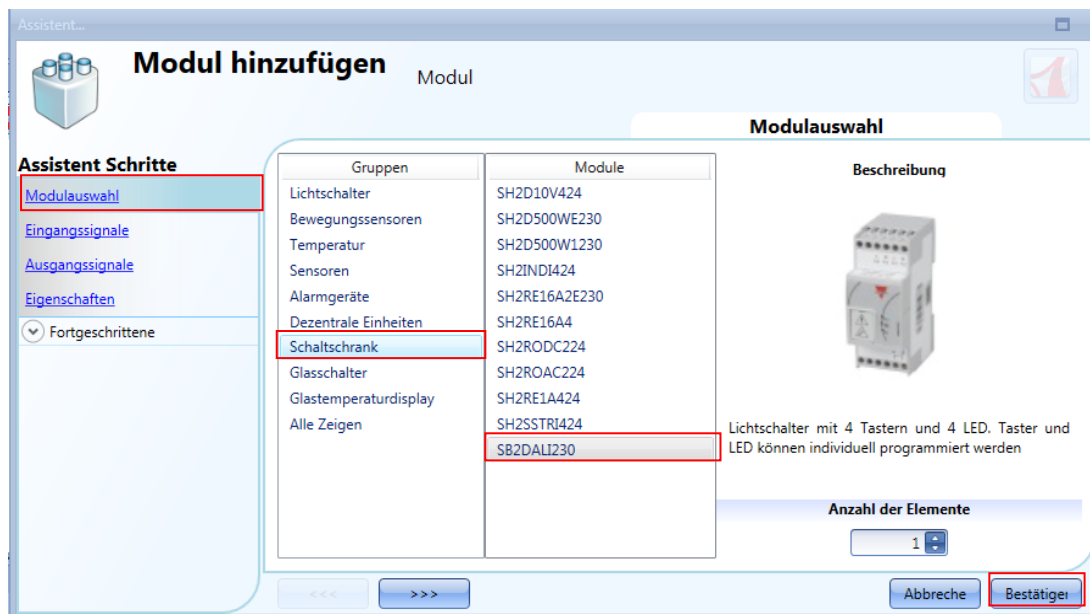 Assistent...
Modul hinzufügen
Modul
Modulauswahl
Assistent Schritte
Modulauswahl
Eingangssignale
Ausgangssignale
Eigenschaften
Fortgeschrittene
Gruppen
Lichtschalter
Bewegungssensoren
Temperatur
Sensoren
Alarmgeräte
Dezentrale Einheiten
Schaltschrank
Glasschalter
Glastemperaturdisplay
Alle Zeigen
Module
SH2D10V424
SH2D500WE230
SH2D500W1230
SH2INDI424
SH2RE16A2E230
SH2RE16A4
SH2RODC224
SH2ROAC224
SH2RE1A424
SH2SSTRI424
SB2DALI230
Beschreibung
Lichtschalter mit 4 Tastern und 4 LED. Taster und
LED können individuell programmiert werden
Anzahl der Elemente
1
<<<
>>>
Abbreche
Bestätiger